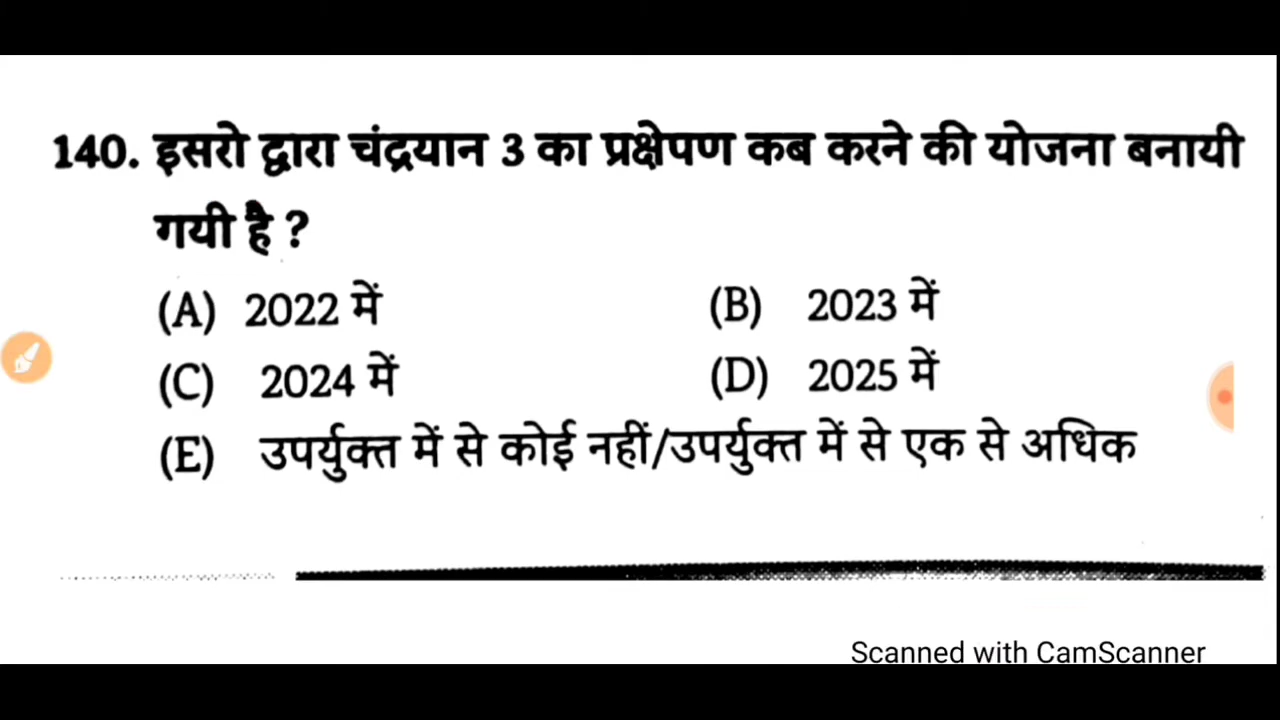 140. इसरो द्वारा चंद्रयान 3 का प्रक्षेपण कब करने की योजना बनायी
गयी है ?
(A) 2022 में (B) 2023 में
(C) 2024 में (D) 2025 में
(E) उपर्युक्त में से कोई नहीं/उपर्युक्त में से एक से अधिक
Scanned with CamScanner